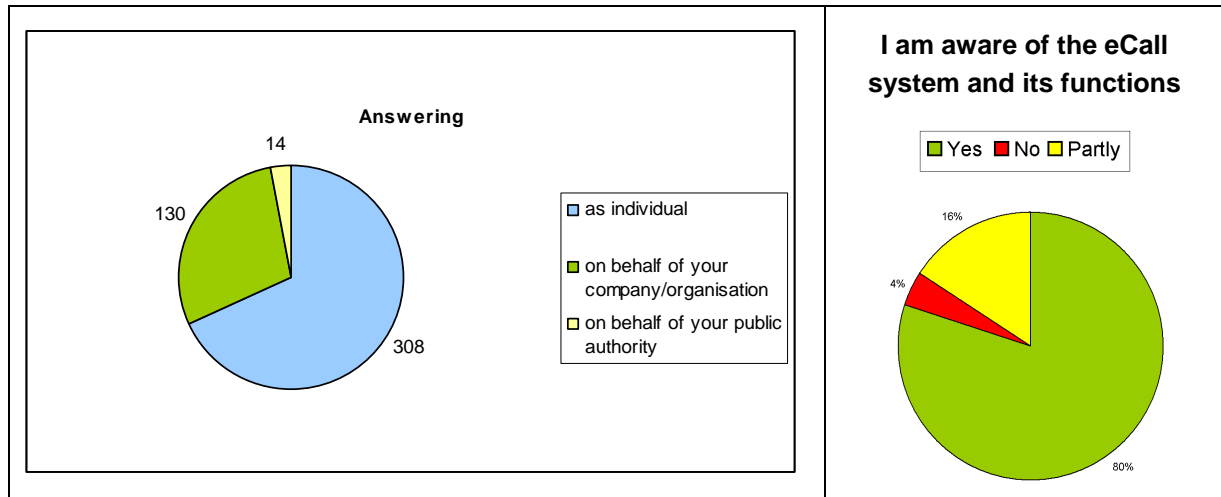 Answering
14
130
308
as individual
on behalf of your
company/organisation
on behalf of your public
authority
I am aware of the eCall
system and its functions
Yes No Partly
16%
4%
80%